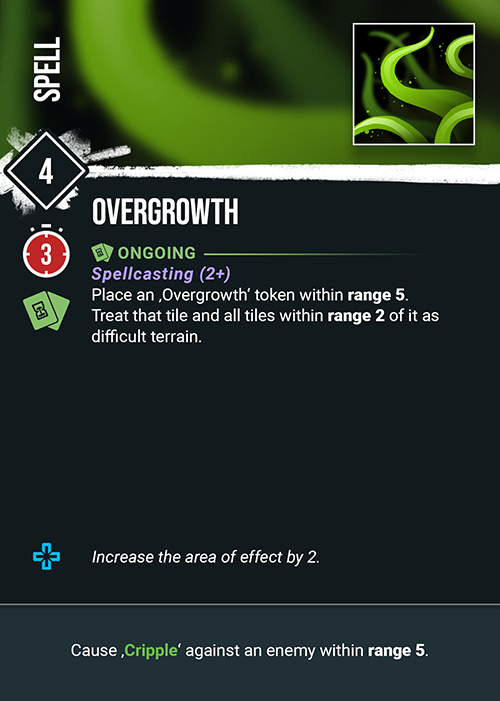 SPELL
4
OVERGROWTH
3
ONGOING
Spellcasting (2+)
Place an ‚Overgrowth‘ token within range 5.
Treat that tile and all tiles within range 2 of it as
difficult terrain.
Increase the area of effect by 2.
Cause ‚Cripple‘ against an enemy within range 5.